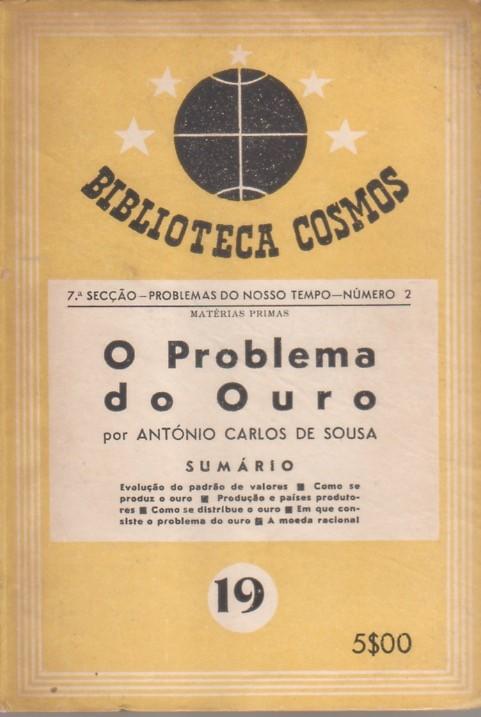 BIBLIOTECA COSMOS
7.ª SECÇÃO — PROBLEMAS DO NOSSO TEMPO — NÚMERO 2
MATÉRIAS PRIMAS
O Problema
do Ouro
por ANTÓNIO CARLOS DE SOUSA
SUMÁRIO
Evolução do padrão de valores ■ Como se
produz o ouro ■ Produção e países produto-
res ■ Como se distribue o ouro ■ Em que con-
siste o problema do ouro ■ A moeda racional
19
5$00